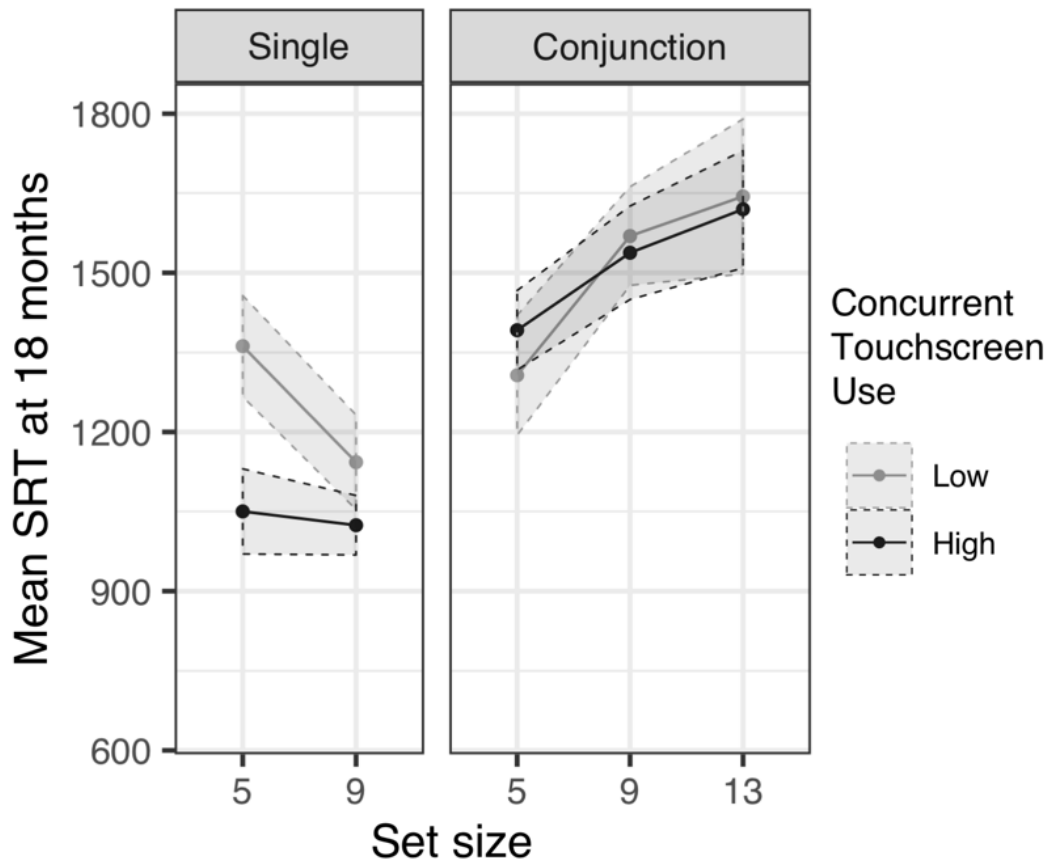 Single
Conjunction
Mean SRT at 18 months
1800
1500
1200
900
600
5
9
5
9
13
Set size
Concurrent
Touchscreen
Use
Low
High